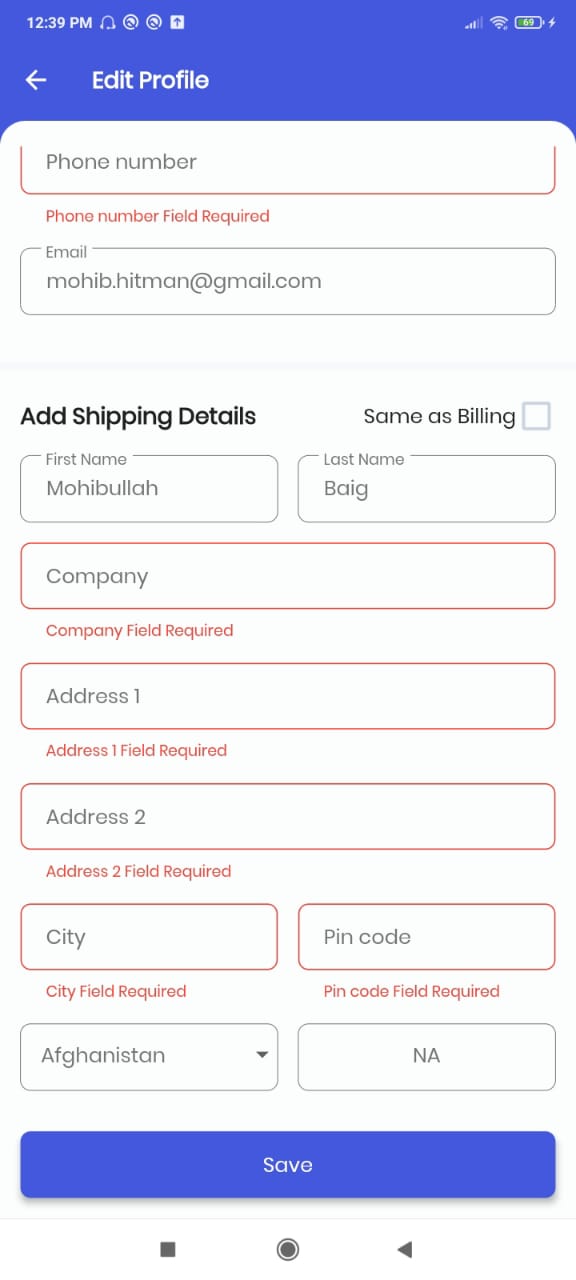 12:39 PM
69
Edit Profile
Phone number
Phone number Field Required
Email
mohib.hitman@gmail.com
Add Shipping Details
Same as Billing
First Name
Last Name
Mohibullah
Baig
Company
Company Field Required
Address 1
Address 1 Field Required
Address 2
Address 2 Field Required
City
Pin code
City Field Required
Pin code Field Required
Afghanistan
NA
Save